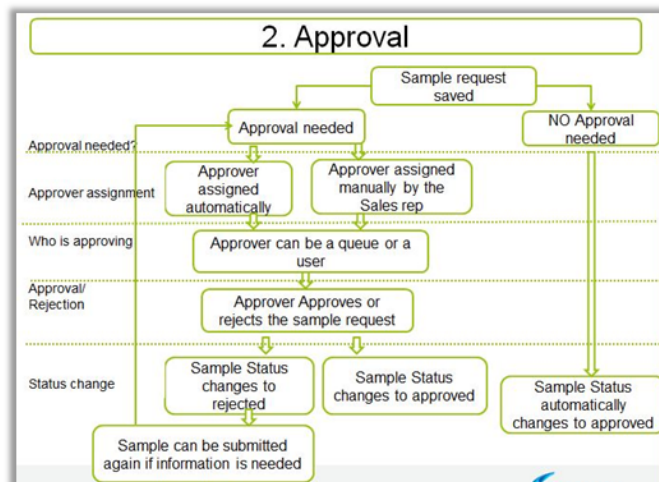 2. Approval
Sample request
saved
Approval needed
NO Approval
needed
Approval needed?
Approver assignment
Approver
assigned
automatically
Approver assigned
manually by the
Sales rep
Who is approving
Approver can be a queue or a
user
Approval/
Rejection
Approver Approves or
rejects the sample request
Status change
Sample Status
changes to
rejected
Sample Status
changes to approved
Sample Status
automatically
changes to approved
Sample can be submitted
again if information is needed